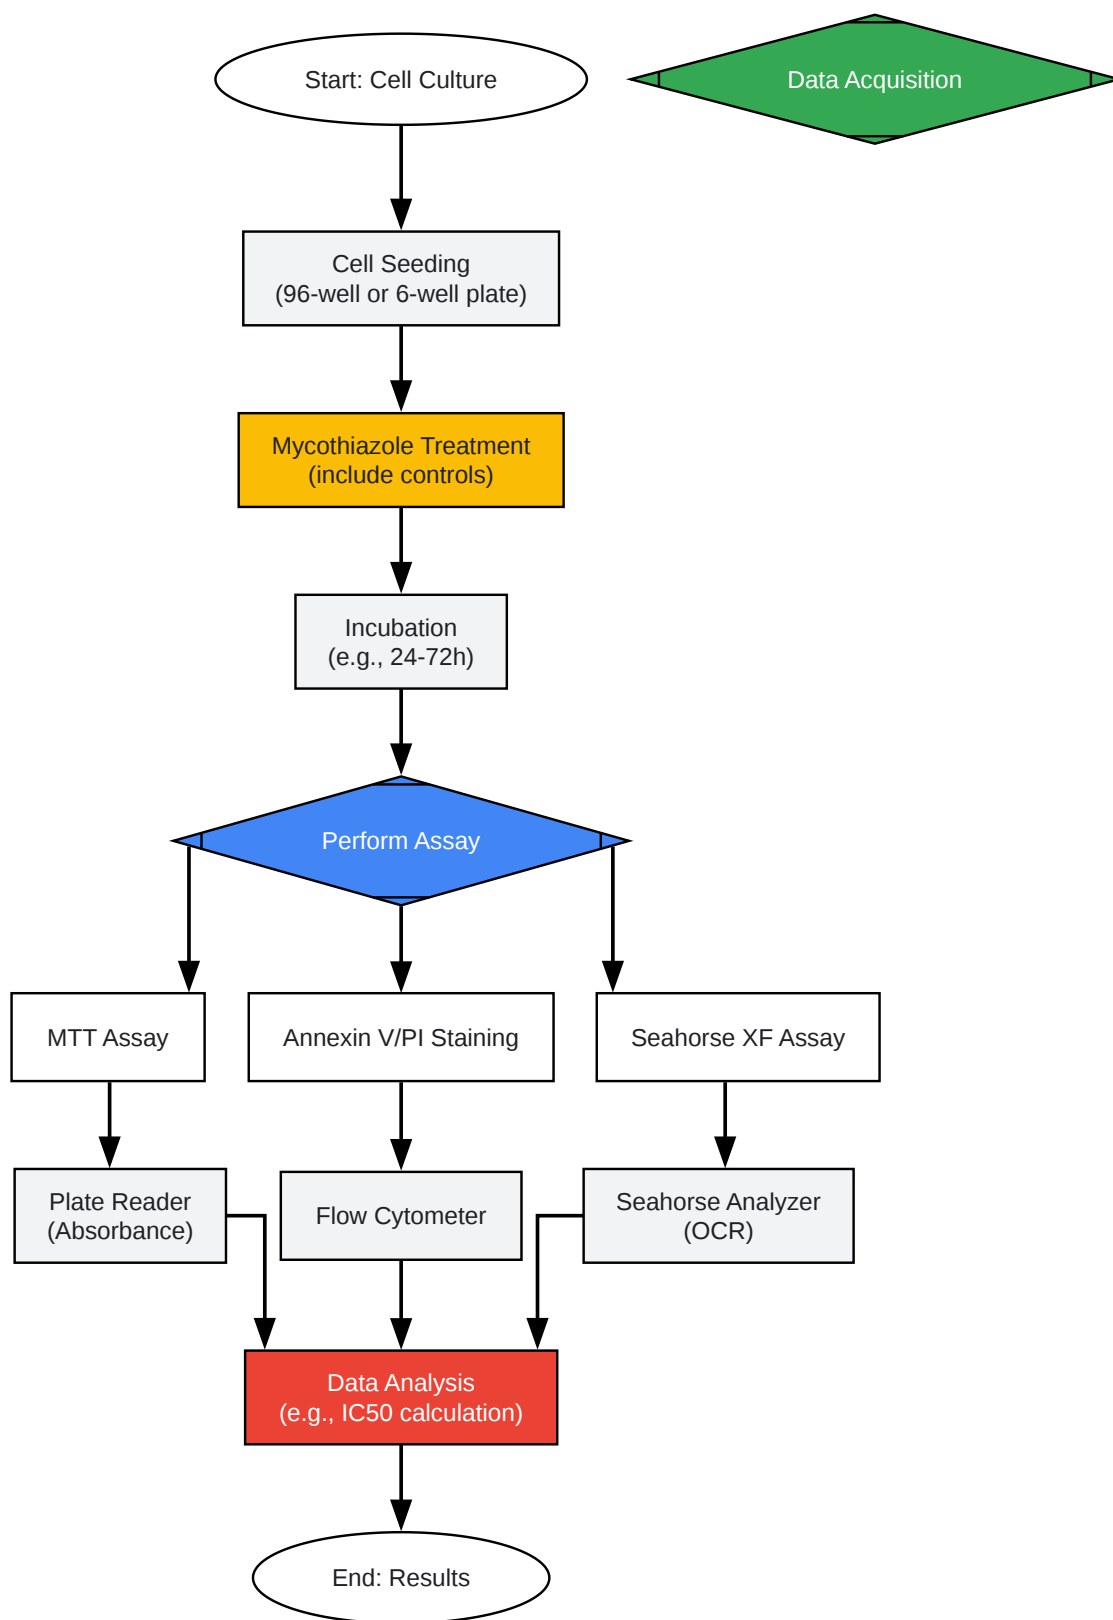 Start: Cell Culture
Data Acquisition
Cell Seeding
(96-well or 6-well plate)
Mycothiazole Treatment
(include controls)
Incubation
(e.g., 24-72h)
Perform Assay
MTT Assay
Annexin V/PI Staining
Seahorse XF Assay
Plate Reader
(Absorbance)
Flow Cytometer
Seahorse Analyzer
(OCR)
Data Analysis
(e.g., IC50 calculation)
End: Results